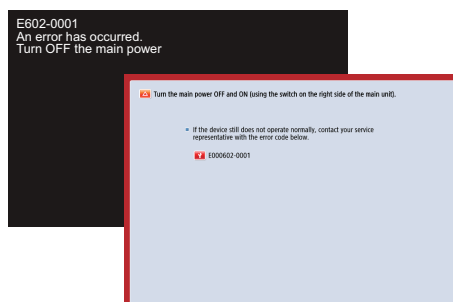 E602-0001
An error has occurred.
Turn OFF the main power
Turn the main power OFF and ON (using the switch on the right side of the main unit).
If the device still does not operate normally, contact your service
representative with the error code below.
E000602-0001